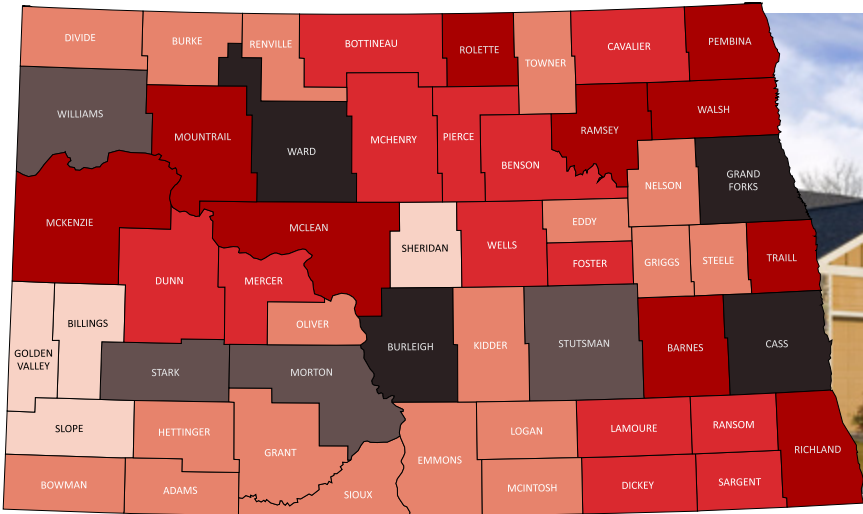 DIVIDE
BURKE
RENVILLE
BOTTINEAU
ROLETTE
TOWNER
CAVALIER
PEMBINA
WILLIAMS
MOUNTRAIL
WARD
MCHENRY
PIERCE
BENSON
RAMSEY
WALSH
NELSON
GRAND
FORKS
MCKENZIE
MCLEAN
SHERIDAN
WELLS
EDDY
FOSTER
GRIGGS
STEELE
TRAILL
DUNN
MERCER
OLIVER
BILLINGS
GOLDEN
VALLEY
STARK
MORTON
BURLEIGH
KIDDER
STUTSMAN
BARNES
CASS
SLOPE
HETTINGER
GRANT
EMMONS
LOGAN
LAMOURE
RANSOM
RICHLAND
BOWMAN
ADAMS
SIOUX
MCINTOSH
DICKEY
SARGENT